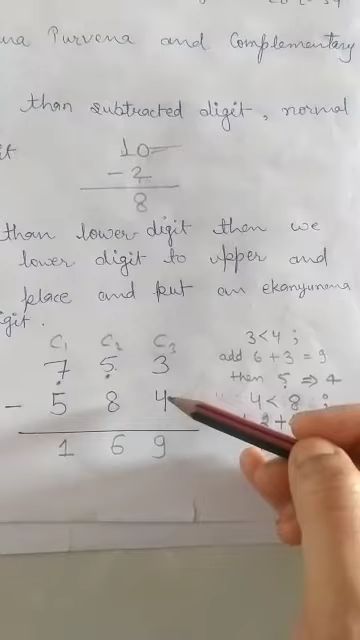 Purvena and Complementary
than subtracted digit, normal
it
10
- 2
8
than lower digit then we
lower digit to upper and
place and put an ekanyunena
git.
C1 C2 C3
7 5 3
- 5 8 4
1 6 9
3 < 4 ;
add 6 + 3 = 9
then 5 ⇒ 4
4 < 8 ;